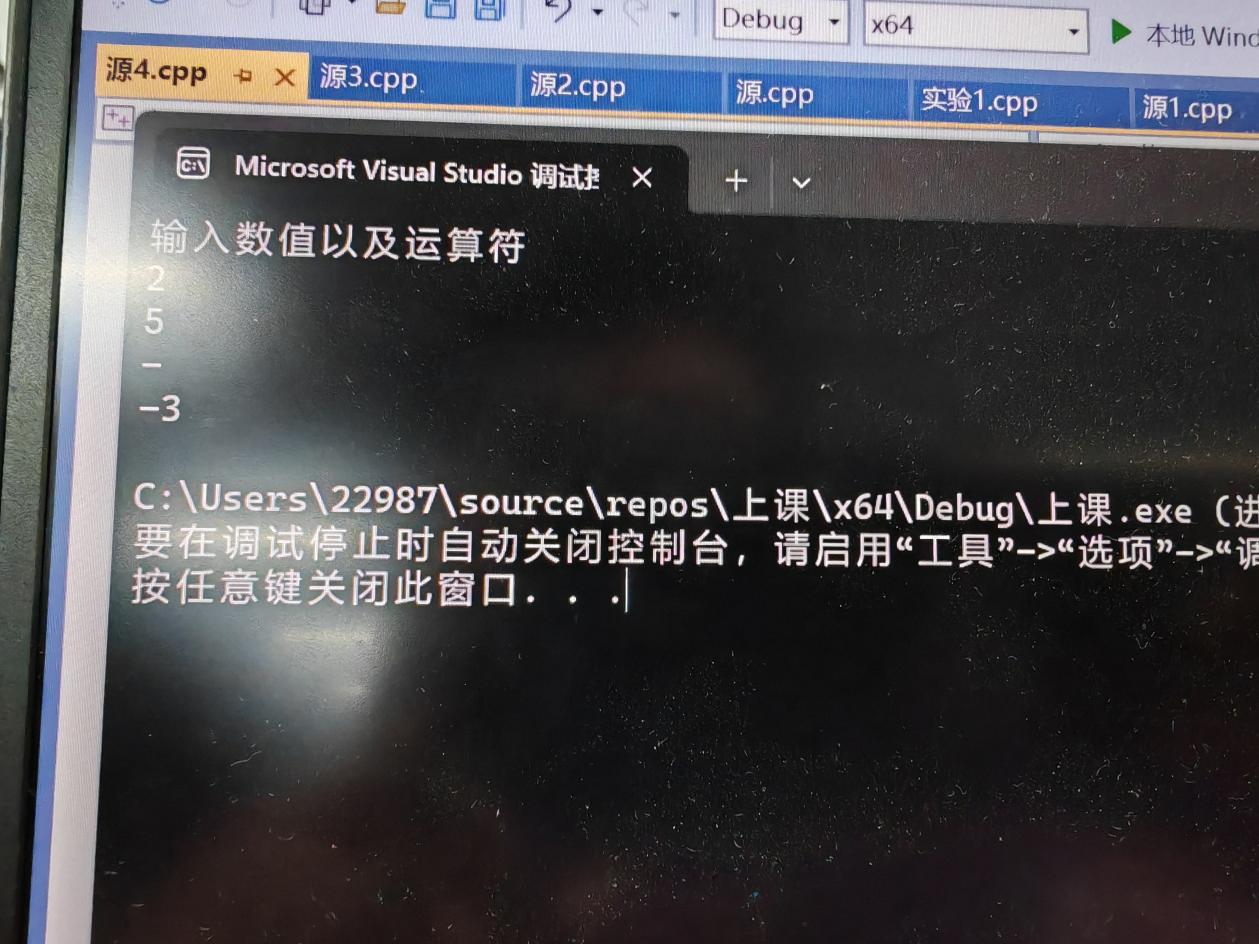 Debug x64 本地 Wind
源4.cpp 源3.cpp 源2.cpp 源.cpp 实验1.cpp 源1.cpp
Microsoft Visual Studio 调试
输入数值以及运算符
2
5
-
-3
C:\Users\22987\source\repos\上课\x64\Debug\上课.exe (进
要在调试停止时自动关闭控制台，请启用“工具”->“选项”->“调
按任意键关闭此窗口. . .